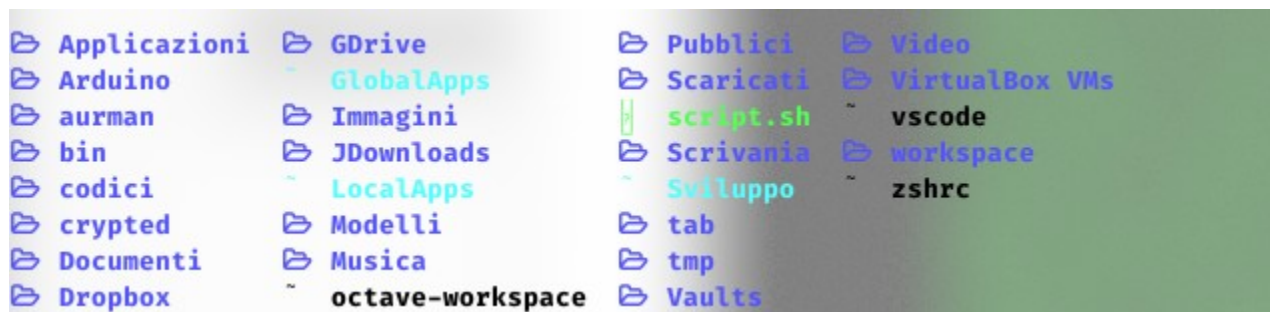 Applicazioni GDrive Pubblici Video
Arduino ~ GlobalApps Scaricati VirtualBox VMs
aurman Immagini script.sh ~ vscode
bin JDownloads Scrivania workspace
codici ~ LocalApps ~ Sviluppo ~ zshrc
crypted Modelli tab
Documenti Musica tmp
Dropbox ~ octave-workspace Vaults